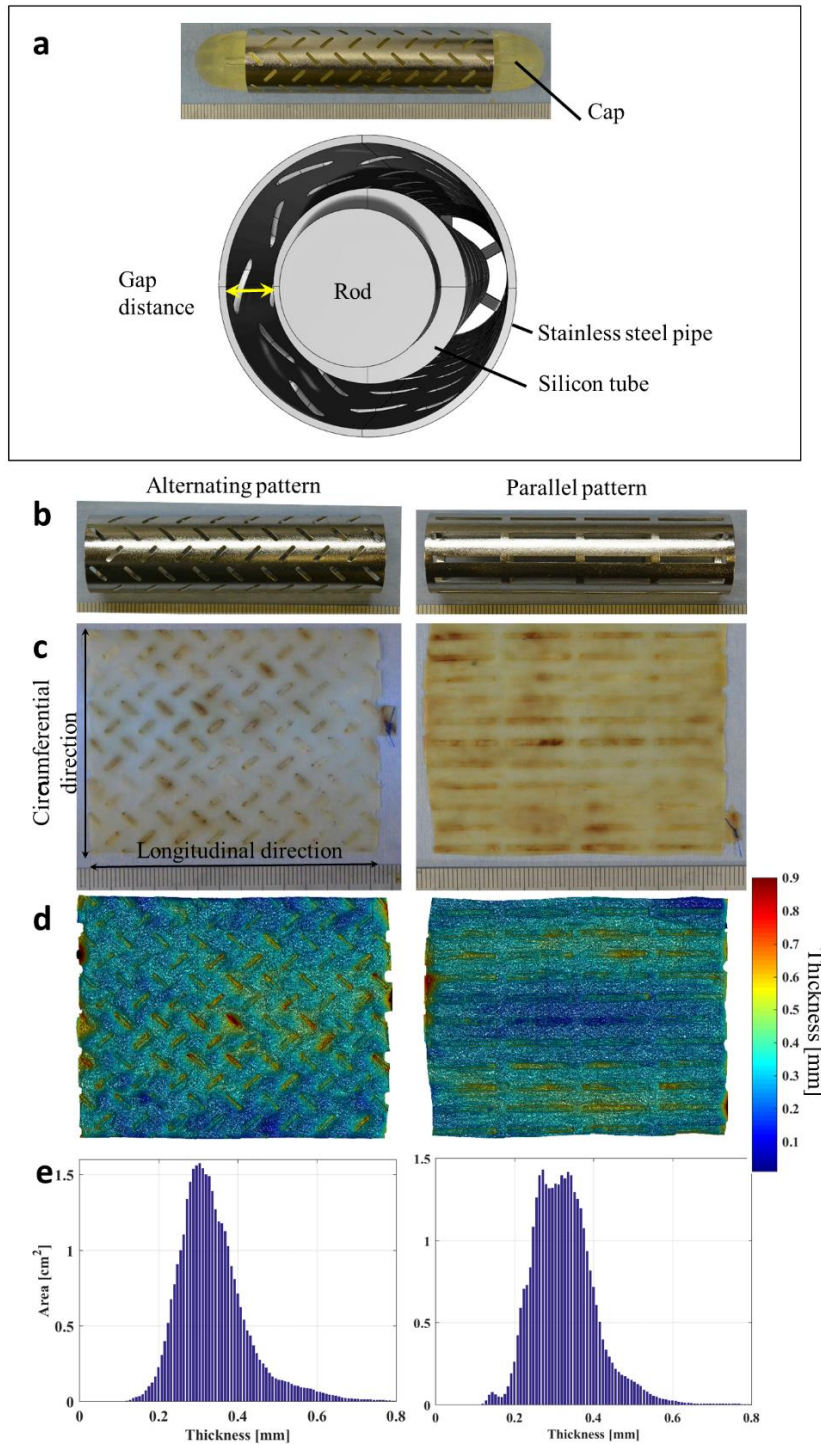 a
Cap
Gap
distance
Rod
Stainless steel pipe
Silicon tube
Alternating pattern
Parallel pattern
b
c
Circumferential
direction
Longitudinal direction
d
0.9
0.8
0.7
0.6
0.5
0.4
0.3
0.2
0.1
Thickness [mm]
e
1.5
1
0.5
0
Area [cm²]
0 0.2 0.4 0.6 0.8
Thickness [mm]
1.5
1
0.5
0
0 0.2 0.4 0.6 0.8
Thickness [mm]